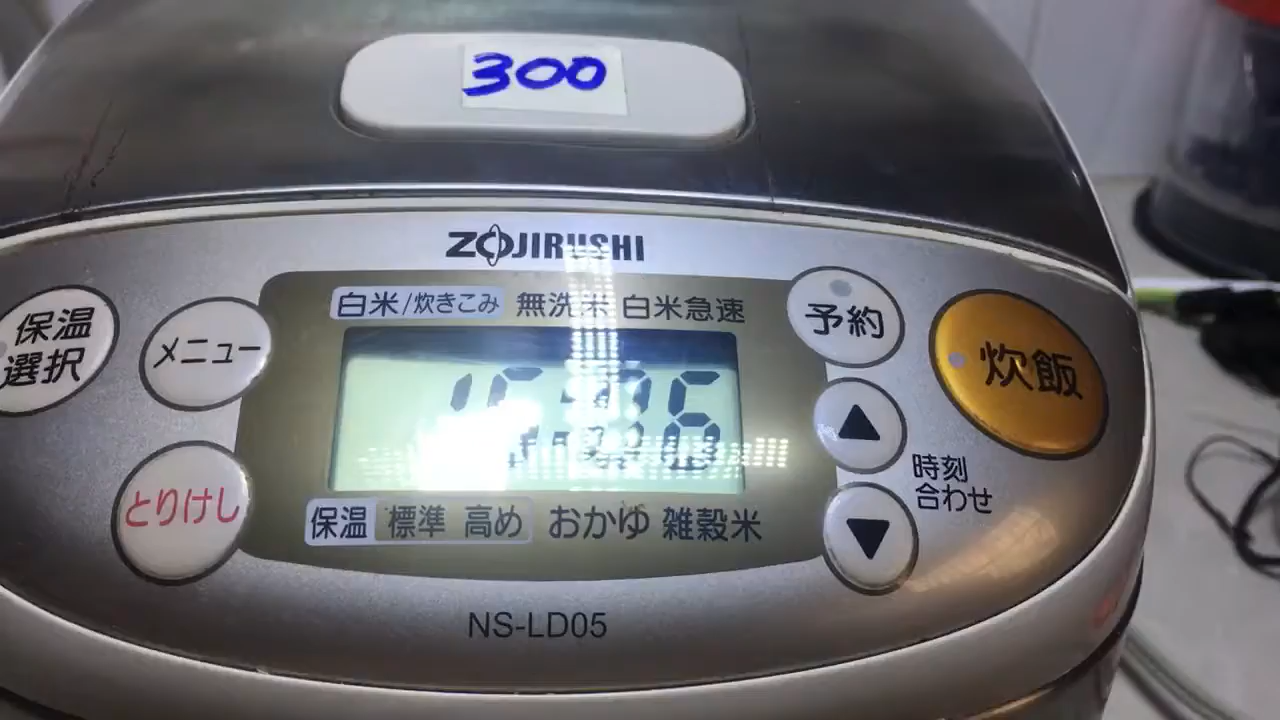 300
ZOJIRUSHI
白米/炊きこみ 無洗米 白米急速
保温
選択
メニュー
とりけし
予約
炊飯
時刻
合わせ
保温 標準 高め おかゆ 雑穀米
NS-LD05